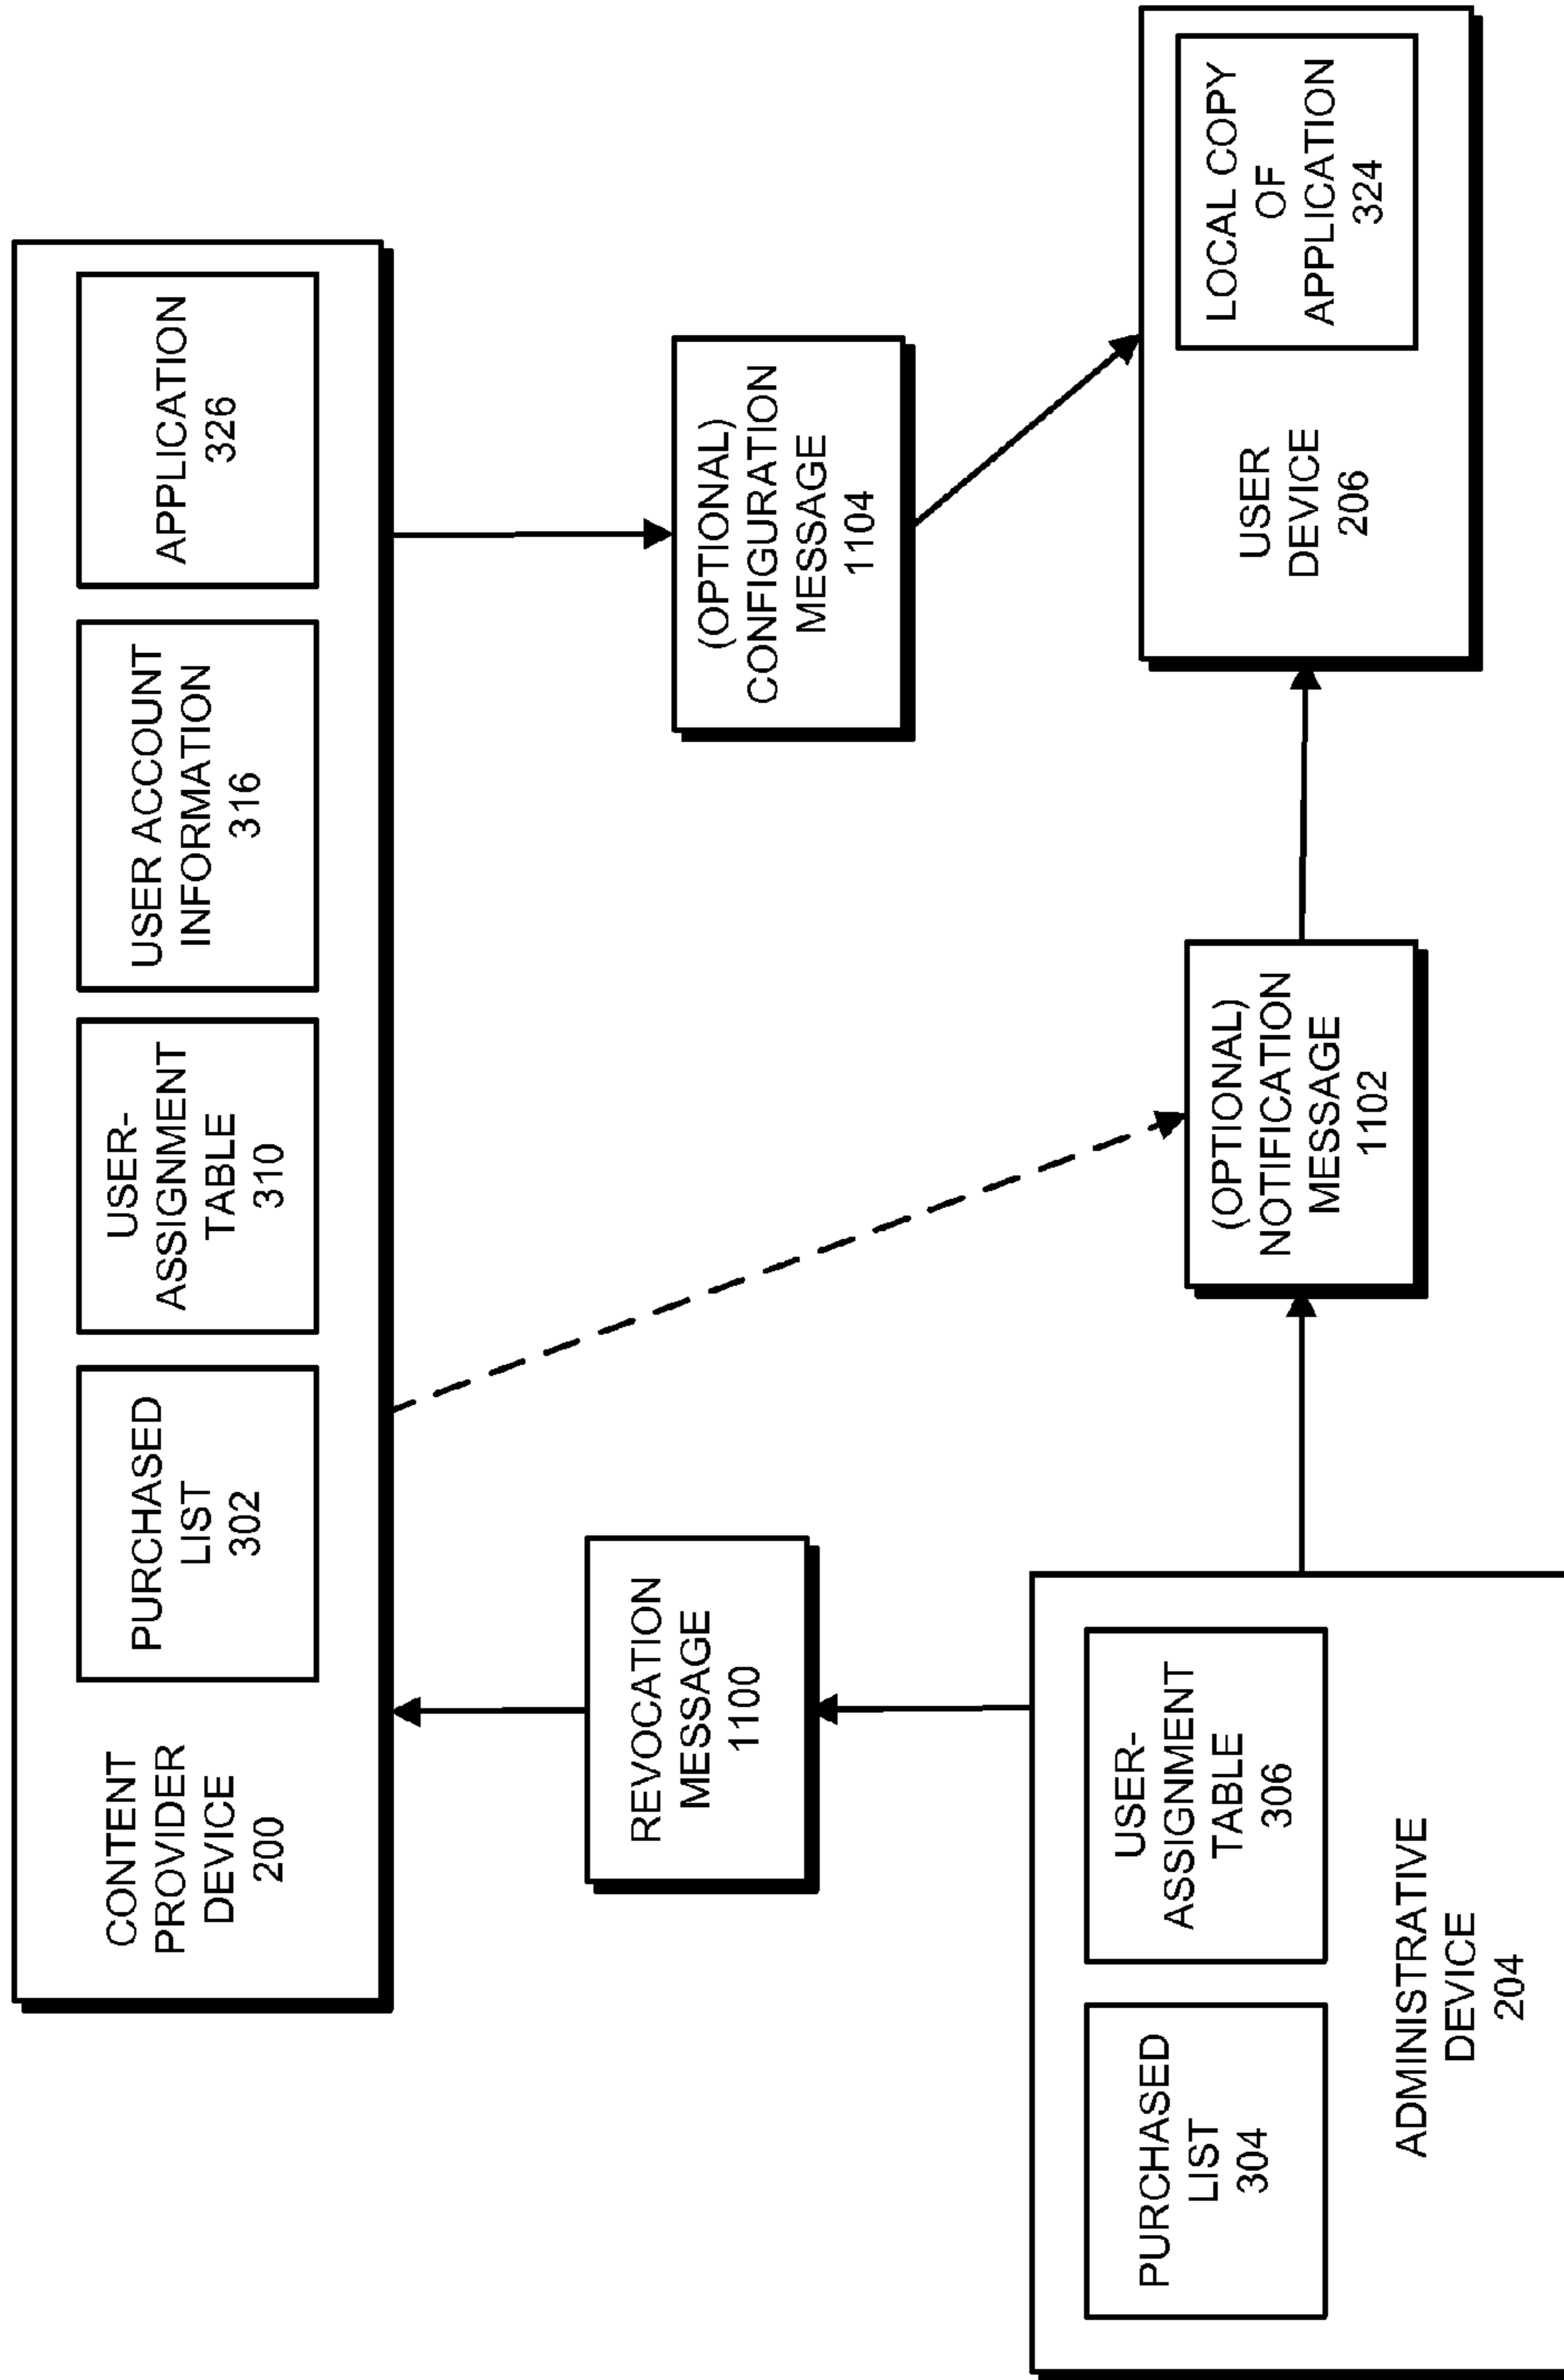 CONTENT
PROVIDER
DEVICE
200
PURCHASED
LIST
302
USER-
ASSIGNMENT
TABLE
310
USER ACCOUNT
INFORMATION
316
APPLICATION
326
REVOCATION
MESSAGE
1100
(OPTIONAL)
CONFIGURATION
MESSAGE
1104
PURCHASED
LIST
304
USER-
ASSIGNMENT
TABLE
306
ADMINISTRATIVE
DEVICE
204
(OPTIONAL)
NOTIFICATION
MESSAGE
1102
USER
DEVICE
206
LOCAL COPY
OF
APPLICATION
324